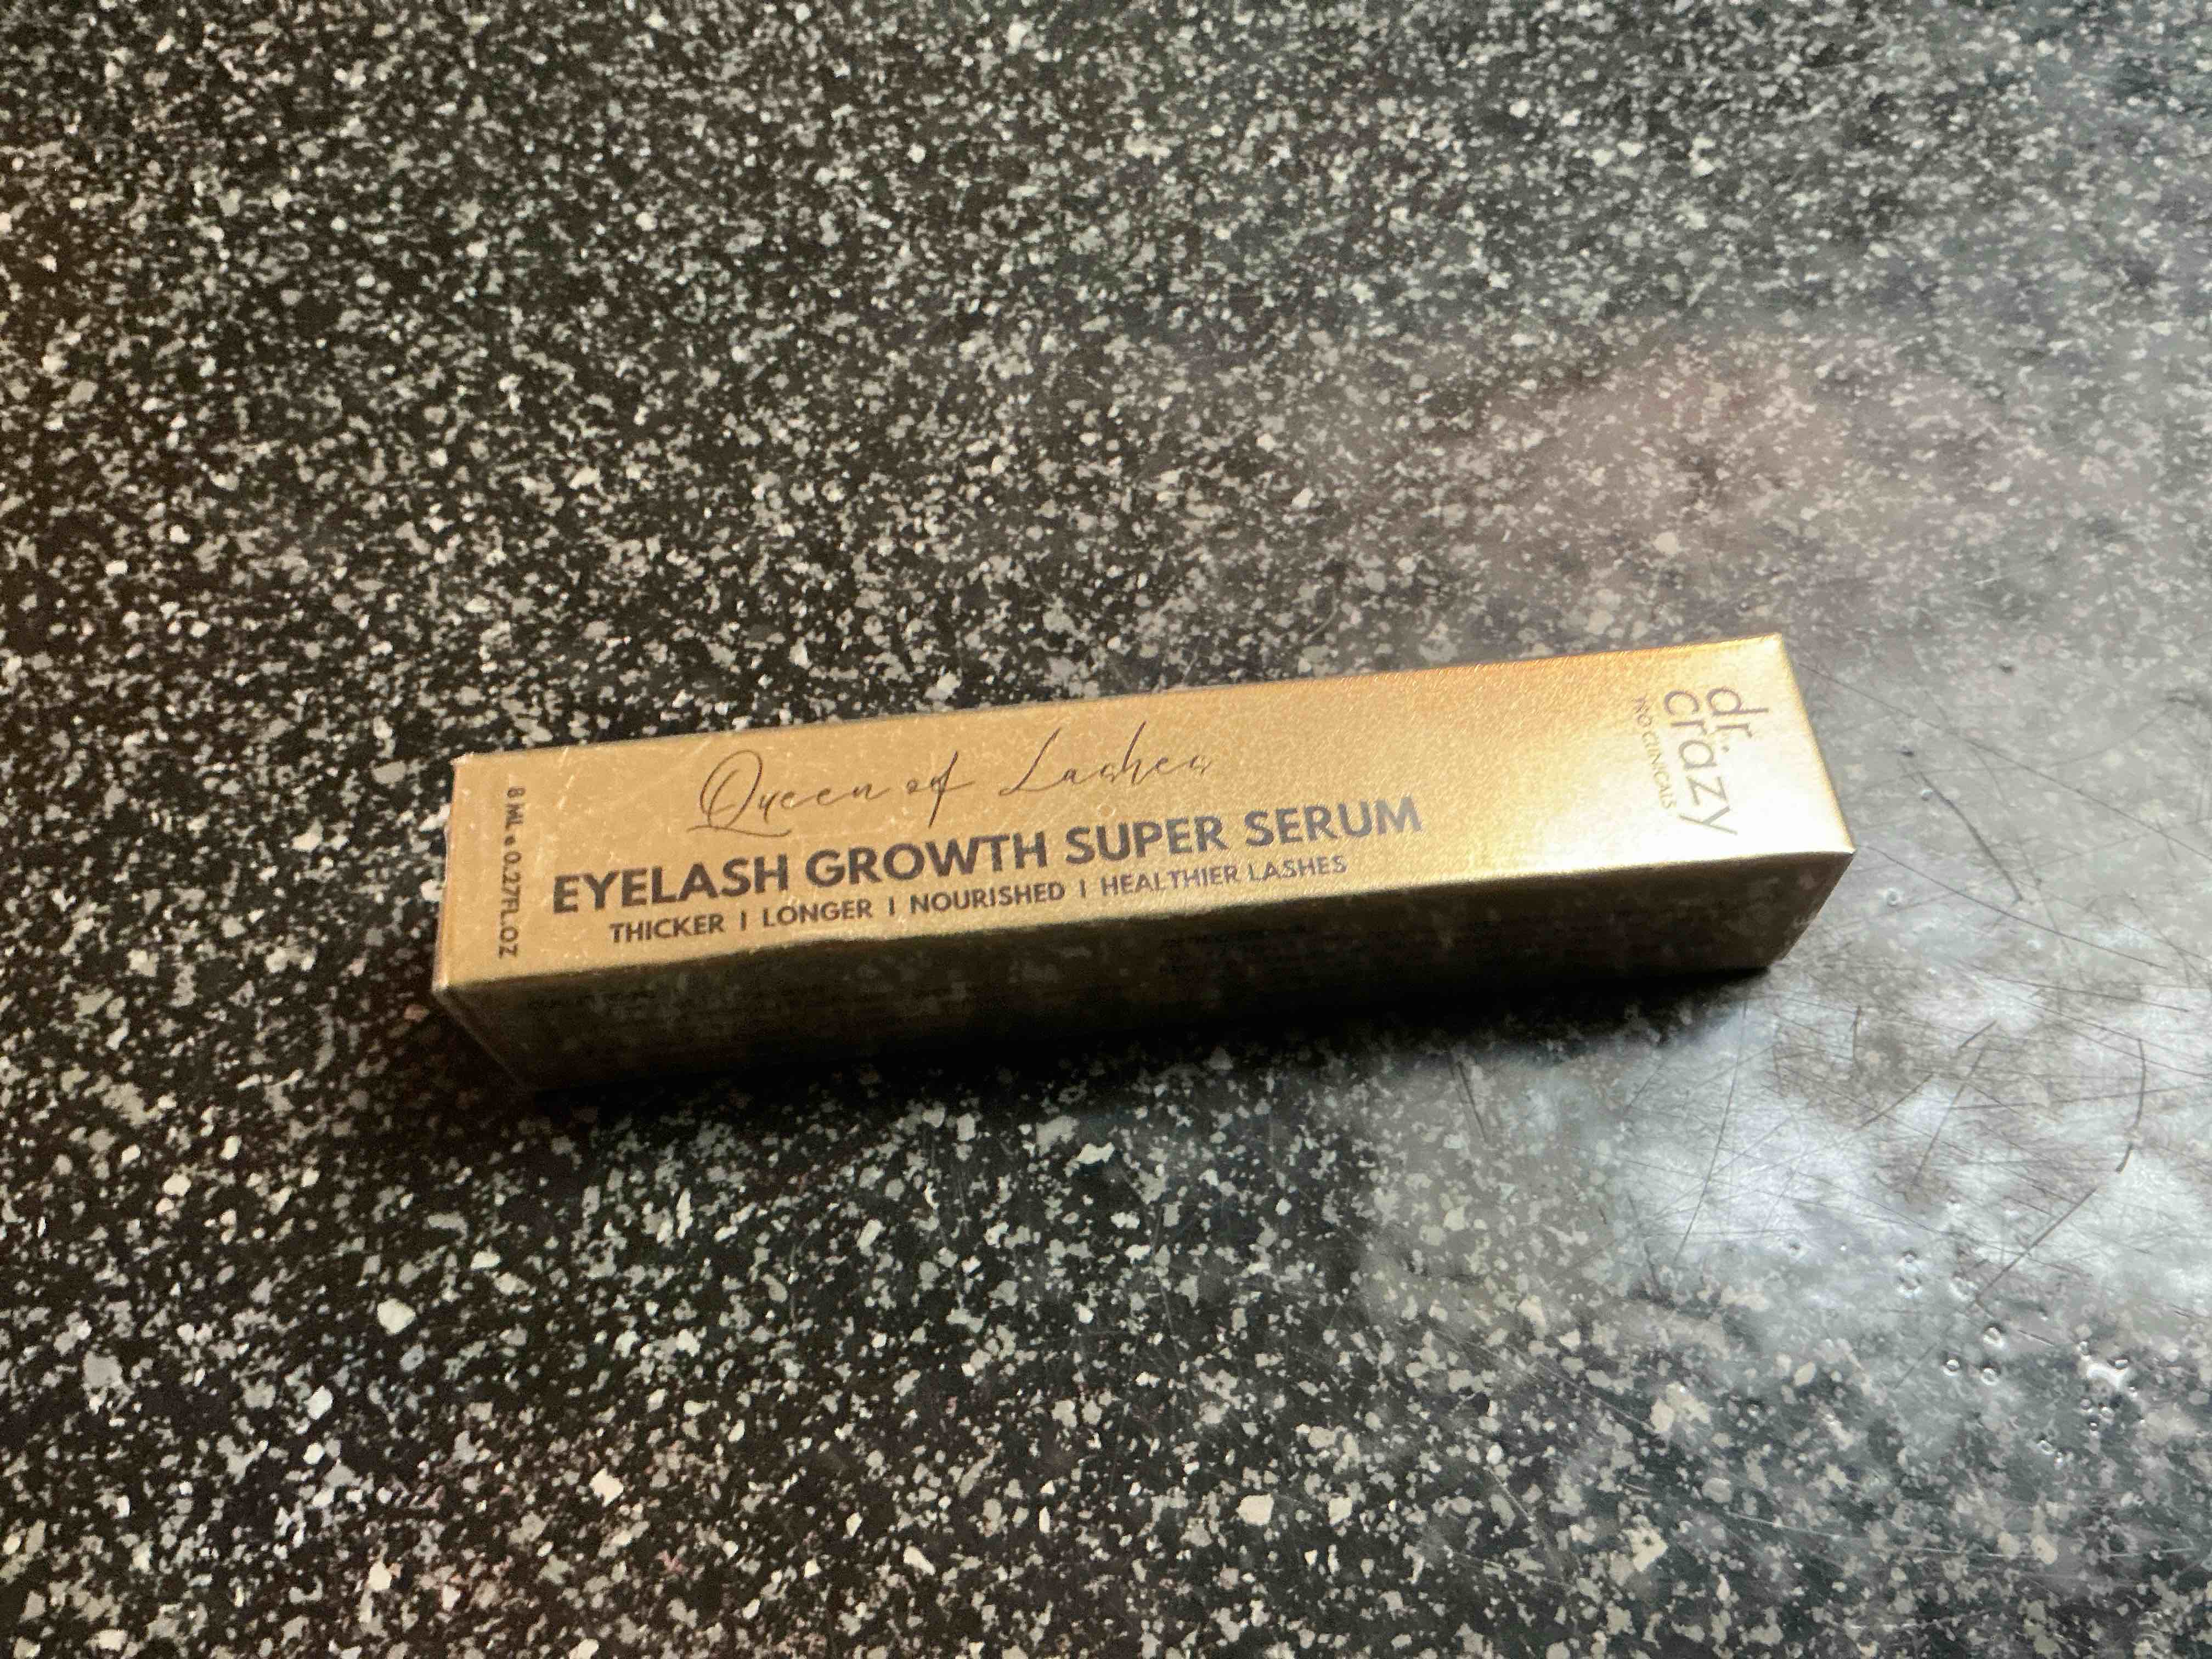 Queen of Lashes
EYELASH GROWTH SUPER SERUM
THICKER I LONGER I NOURISHED I HEALTHIER LASHES
8 ML e 0.27FL.OZ
dr.
crazy
PRO CLINICALS